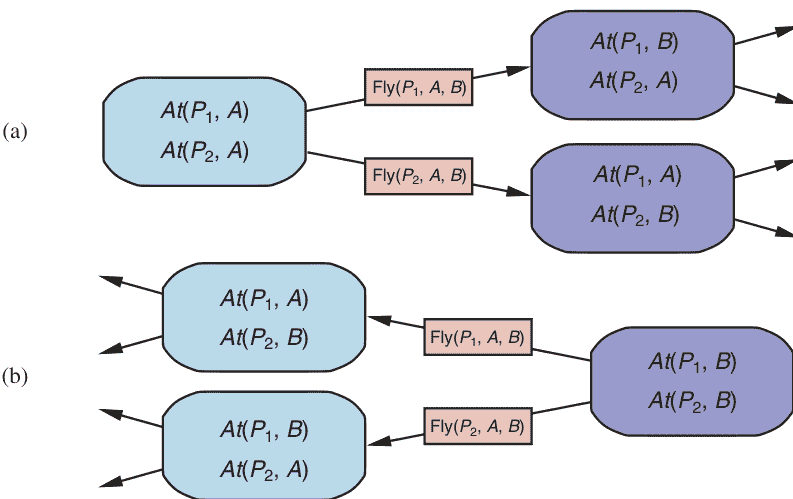 (a)
At(P₁, A)
At(P₂, A)
Fly(P₁, A, B)
Fly(P₂, A, B)
At(P₁, B)
At(P₂, A)
At(P₁, A)
At(P₂, B)
(b)
At(P₁, A)
At(P₂, B)
At(P₁, B)
At(P₂, A)
Fly(P₁, A, B)
Fly(P₂, A, B)
At(P₁, B)
At(P₂, B)